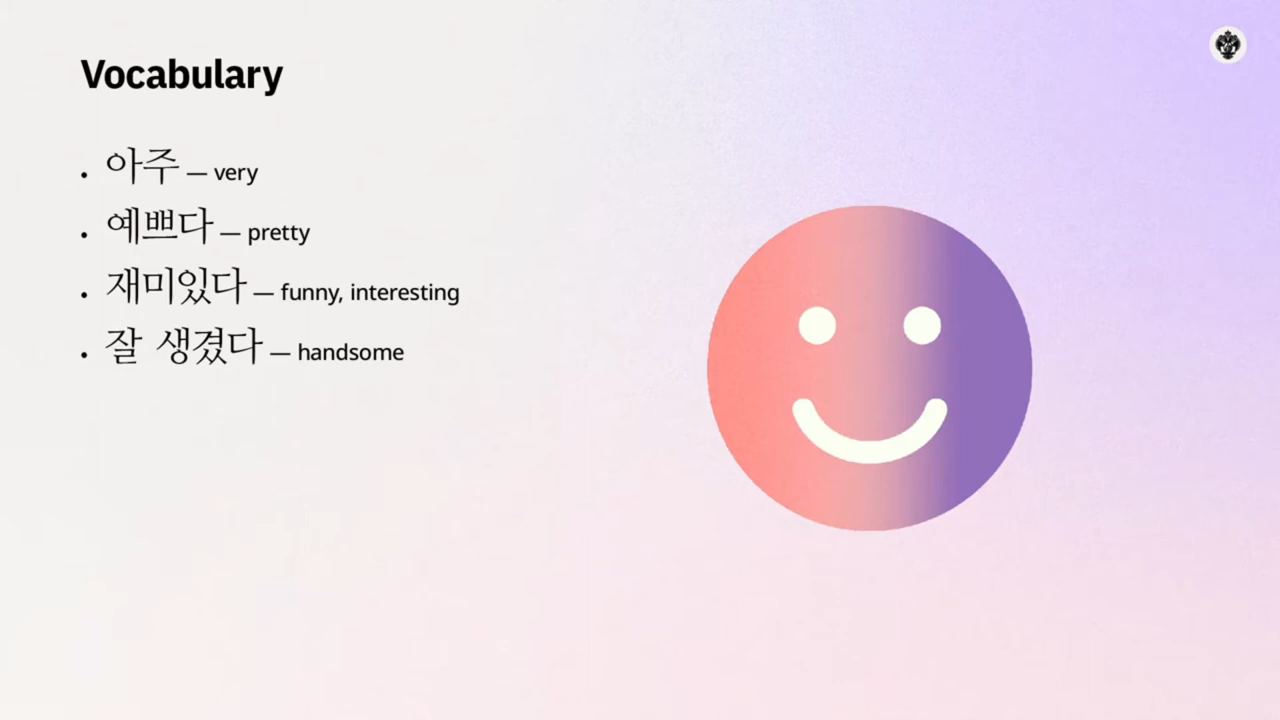 Vocabulary
• 아주 — very
• 예쁘다 — pretty
• 재미있다 — funny, interesting
• 잘 생겼다 — handsome